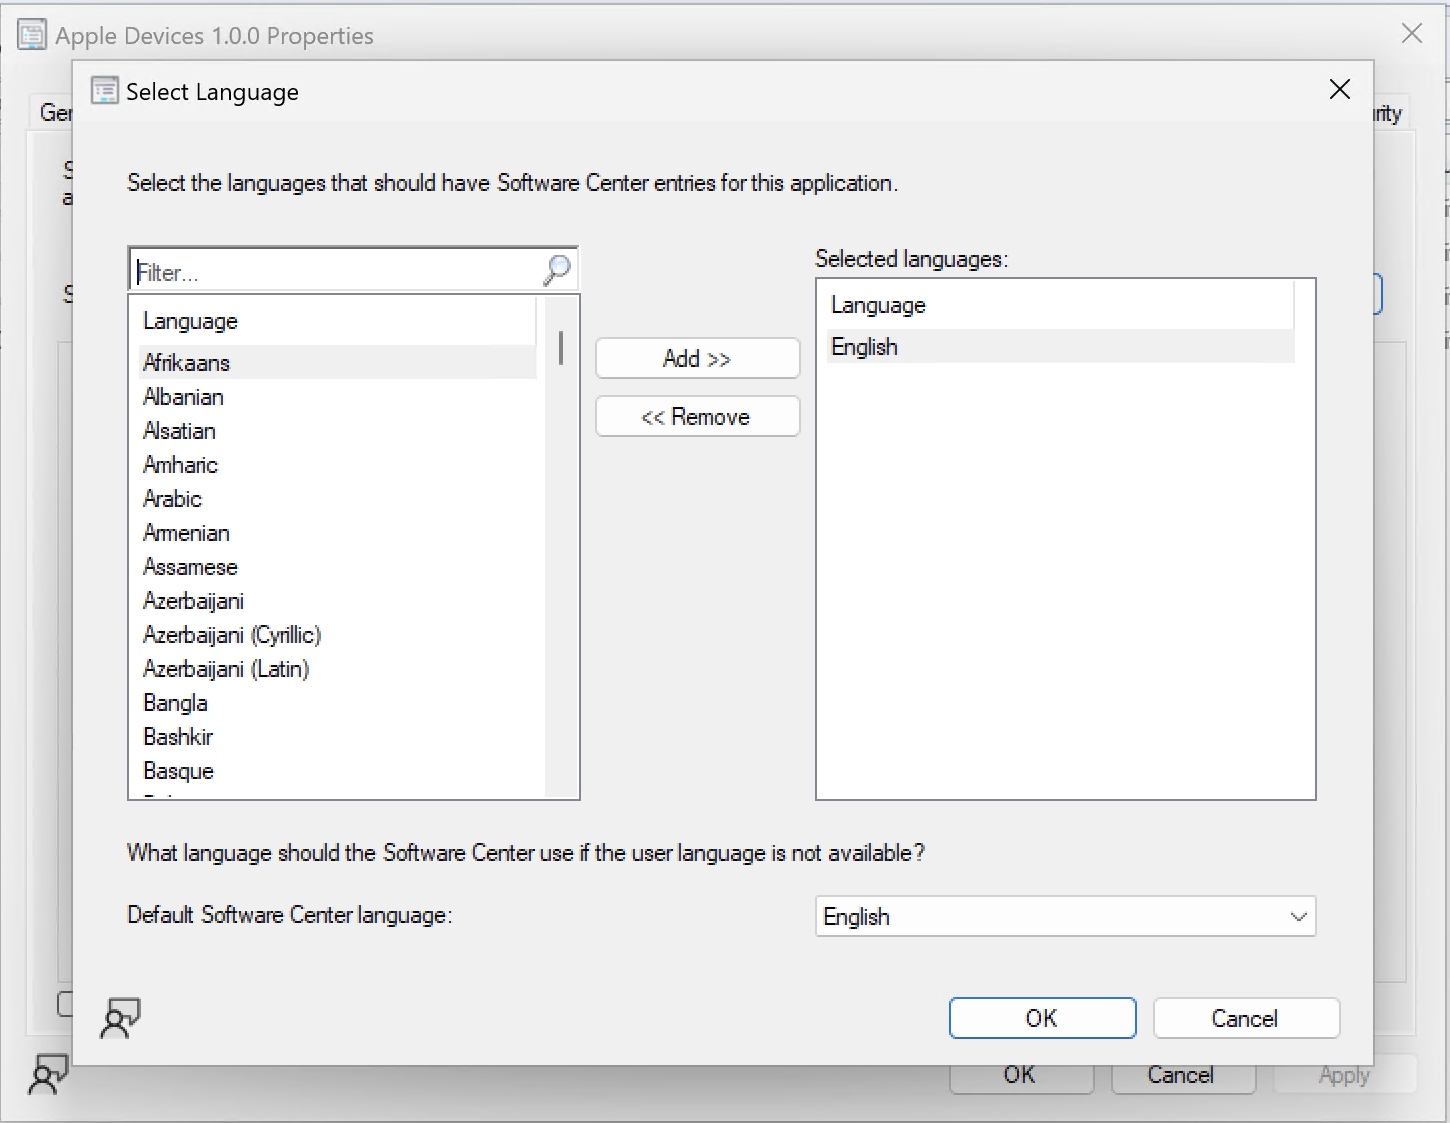 Apple Devices 1.0.0 Properties
Select Language
Select the languages that should have Software Center entries for this application.
Filter...
Language
Afrikaans
Albanian
Alsatian
Amharic
Arabic
Armenian
Assamese
Azerbaijani
Azerbaijani (Cyrillic)
Azerbaijani (Latin)
Bangla
Bashkir
Basque
Add >>
<< Remove
Selected languages:
Language
English
What language should the Software Center use if the user language is not available?
Default Software Center language:
English
OK
Cancel
OK
Cancel
Apply